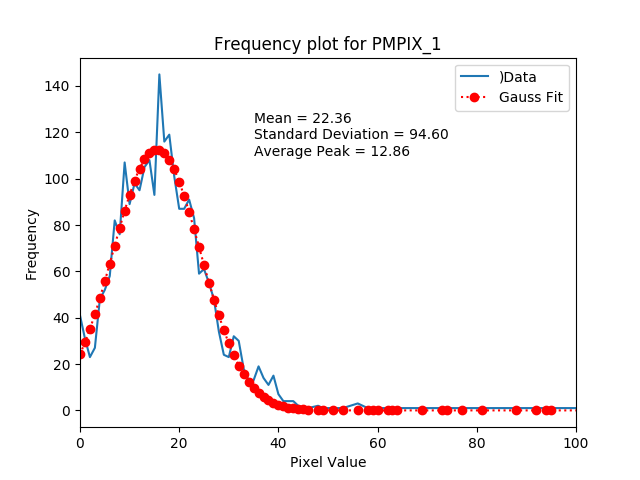 Frequency plot for PMPIX_1
)Data
Gauss Fit
Mean = 22.36
Standard Deviation = 94.60
Average Peak = 12.86
Frequency
140
120
100
80
60
40
20
0
0 20 40 60 80 100
Pixel Value